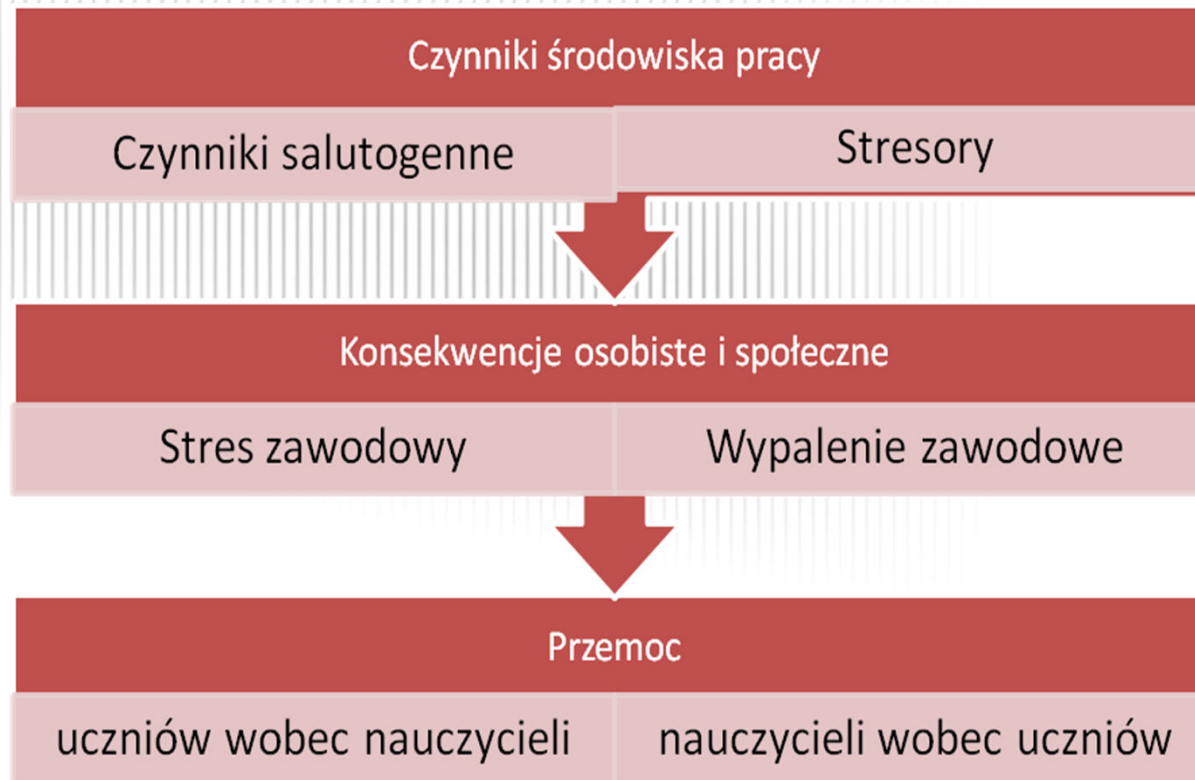 Czynniki środowiska pracy
Czynniki salutogenne
Stresory
Konsekwencje osobiste i społeczne
Stres zawodowy
Wypalenie zawodowe
Przemoc
uczniów wobec nauczycieli
nauczycieli wobec uczniów